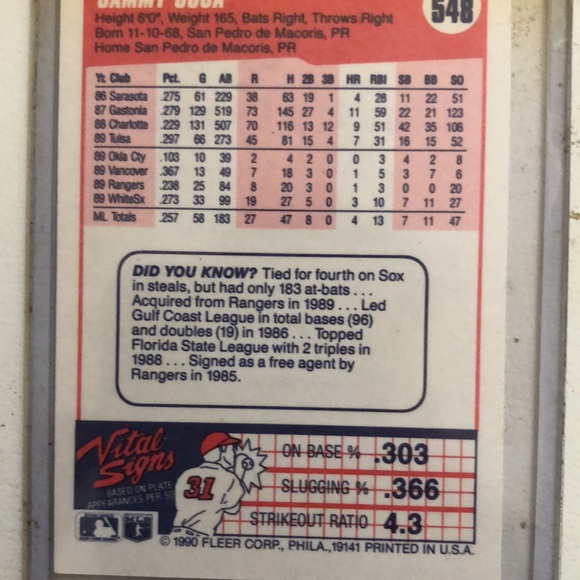 SAMMY SOSA
548
Height 6'0", Weight 165, Bats Right, Throws Right
Born 11-10-68, San Pedro de Macoris, PR
Home San Pedro de Macoris, PR
Yr. Club Pct. G AB R H 2B 3B HR RBI SB BB SO
86 Sarasota .275 61 229 38 63 19 1 4 28 11 22 51
87 Gastonia .279 129 519 73 145 27 4 11 59 22 21 123
88 Charlotte .229 131 507 70 116 13 12 9 51 42 35 106
89 Tulsa .297 66 273 45 81 15 4 7 31 16 15 52
89 Okla Cty .103 10 39 2 4 2 0 0 3 4 2 8
89 Vancover .367 13 49 7 18 3 0 1 5 3 7 6
89 Rangers .238 25 84 8 20 3 0 1 3 0 0 20
89 WhiteSx .273 33 99 19 27 5 0 3 10 7 11 27
ML Totals .257 58 183 27 47 8 0 4 13 7 11 47
DID YOU KNOW? Tied for fourth on Sox
in steals, but had only 183 at-bats . . .
Acquired from Rangers in 1989 . . . Led
Gulf Coast League in total bases (96)
and doubles (19) in 1986 . . . Topped
Florida State League with 2 triples in
1988 . . . Signed as a free agent by
Rangers in 1985.
Vital
Signs
BASED ON PLATE
APPEARANCES PER SO
31
ON BASE % .303
SLUGGING % .366
STRIKEOUT RATIO 4.3
© 1990 FLEER CORP., PHILA., 19141 PRINTED IN U.S.A.